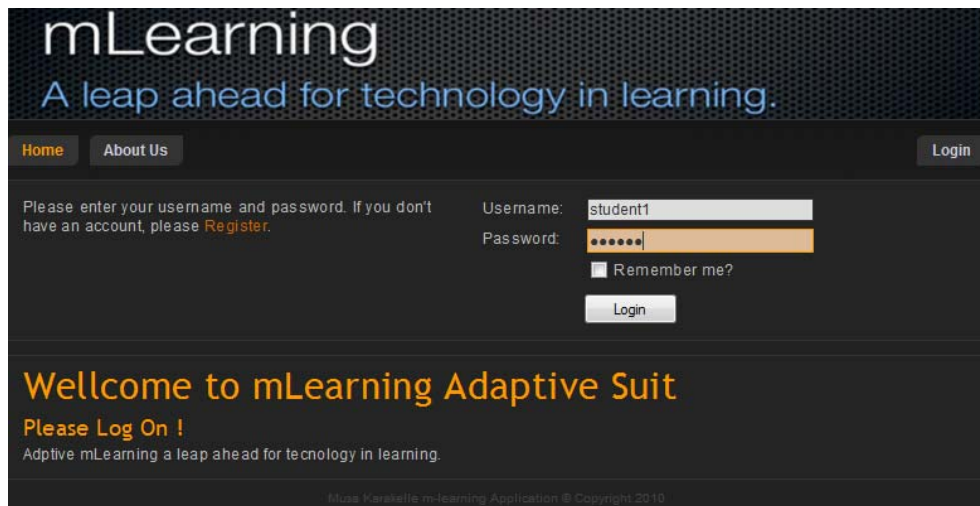 mLearning
A leap ahead for technology in learning.
Home About Us Login
Please enter your username and password. If you don't
have an account, please Register.
Username: student1
Password: ••••••
Remember me?
Login
Wellcome to mLearning Adaptive Suit
Please Log On !
Adptive mLearning a leap ahead for tecnology in learning.
Musa Karakelle m-learning Application © Copyright 2010